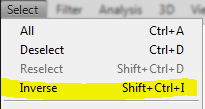 Select Filter Analysis 3D View
All Ctrl+A
Deselect Ctrl+D
Reselect Shift+Ctrl+D
Inverse Shift+Ctrl+I